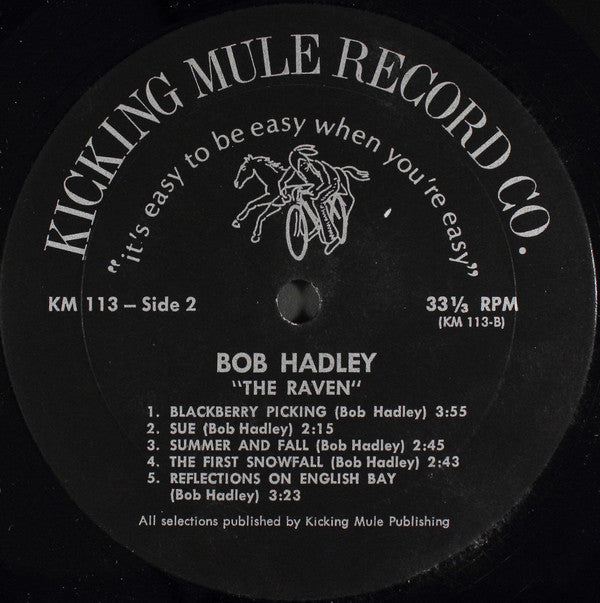 KICKING MULE RECORD CO.
"it's easy to be easy when you're easy"
KM 113 – Side 2
33⅓ RPM
(KM 113-B)
BOB HADLEY
"THE RAVEN"
1. BLACKBERRY PICKING (Bob Hadley) 3:55
2. SUE (Bob Hadley) 2:15
3. SUMMER AND FALL (Bob Hadley) 2:45
4. THE FIRST SNOWFALL (Bob Hadley) 2:43
5. REFLECTIONS ON ENGLISH BAY
(Bob Hadley) 3:23
All selections published by Kicking Mule Publishing